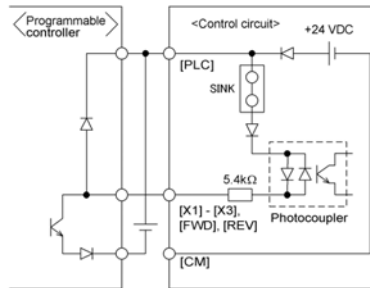 Programmable
controller
<Control circuit>
+24 VDC
[PLC]
SINK
5.4kΩ
[X1] - [X3],
[FWD], [REV]
Photocoupler
[CM]